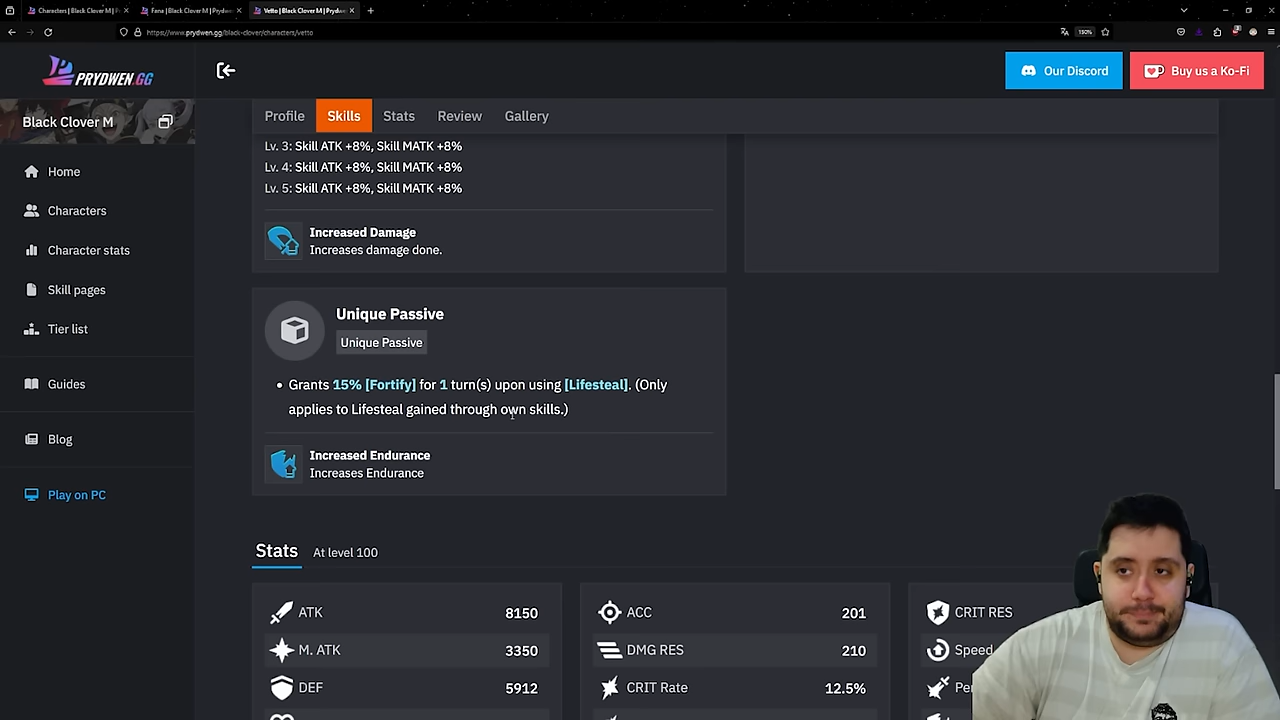 Characters | Black Clover M | P
Fana | Black Clover M | Prydwen
Vetto | Black Clover M | Prydwen
https://www.prydwen.gg/black-clover/characters/vetto
150%
PRYDWEN.GG
Our Discord
Buy us a Ko-Fi
Black Clover M
Profile
Skills
Stats
Review
Gallery
Home
Characters
Character stats
Skill pages
Tier list
Guides
Blog
Play on PC
Lv. 3: Skill ATK +8%, Skill MATK +8%
Lv. 4: Skill ATK +8%, Skill MATK +8%
Lv. 5: Skill ATK +8%, Skill MATK +8%
Increased Damage
Increases damage done.
Unique Passive
Unique Passive
Grants 15% [Fortify] for 1 turn(s) upon using [Lifesteal]. (Only
applies to Lifesteal gained through own skills.)
Increased Endurance
Increases Endurance
Stats At level 100
ATK 8150
M. ATK 3350
DEF 5912
ACC 201
DMG RES 210
CRIT Rate 12.5%
CRIT RES
Speed